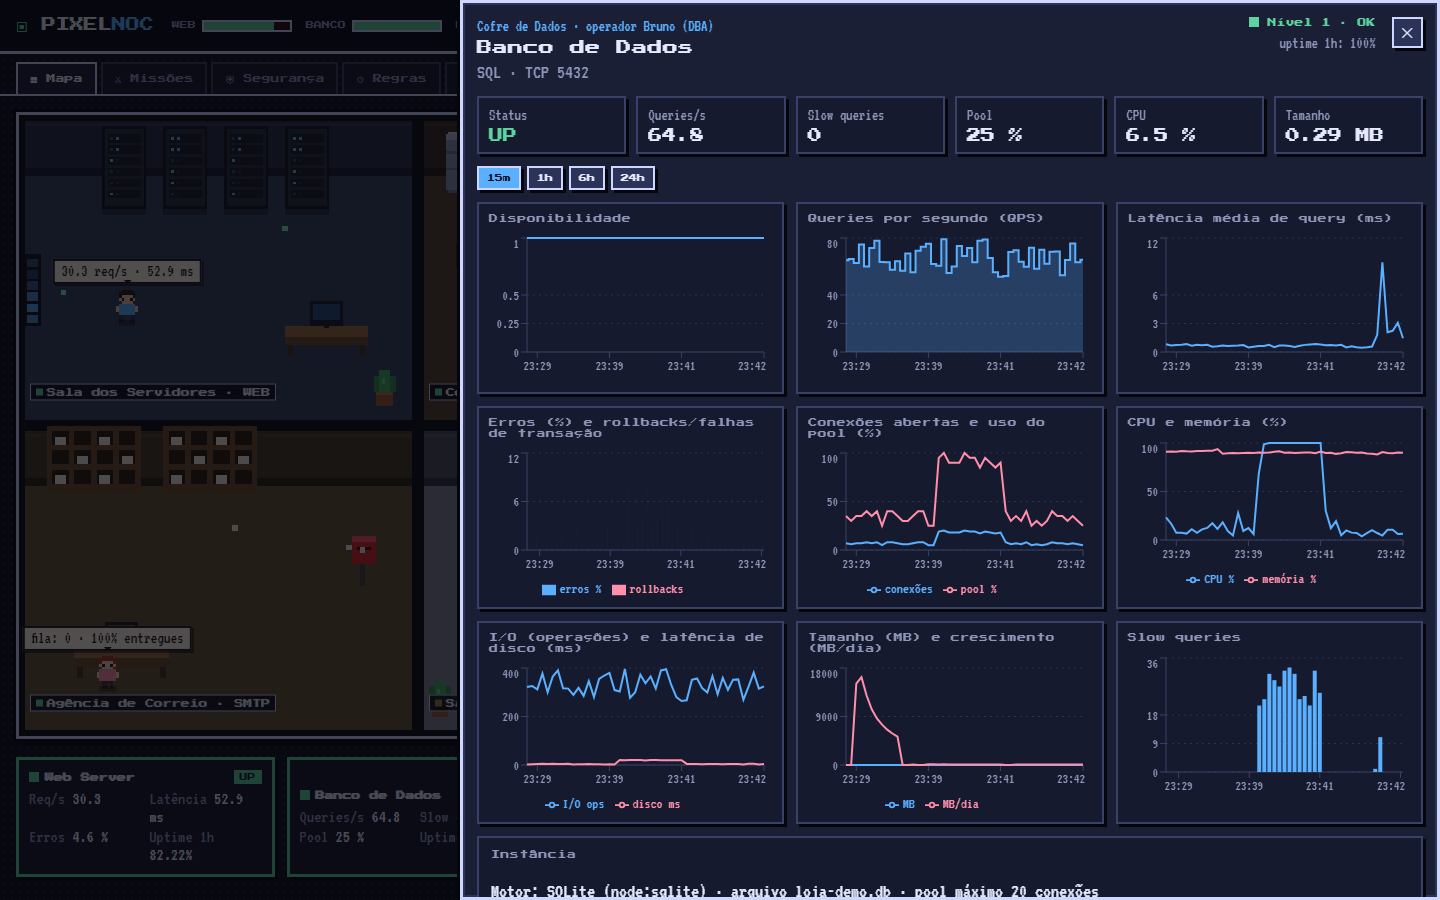 PIXELNOC
WEB
BANCO
Mapa
Missões
Segurança
Regras
30.3 req/s · 52.9 ms
Sala dos Servidores · WEB
fila: 0 · 100% entregues
Agência de Correio · SMTP
Web Server
UP
Req/s 30.3
Latência 52.9
ms
Erros 4.6 %
Uptime 1h
82.22%
Banco de Dados
Queries/s 64.8
Slow
Pool 25 %
Cofre de Dados · operador Bruno (DBA)
Banco de Dados
SQL · TCP 5432
Nível 1 · OK
uptime 1h: 100%
Status
UP
Queries/s
64.8
Slow queries
0
Pool
25 %
CPU
6.5 %
Tamanho
0.29 MB
15m
1h
6h
24h
Disponibilidade
1
0.5
0.25
0
23:29
23:39
23:41
23:42
Queries por segundo (QPS)
80
40
20
0
23:29
23:39
23:41
23:42
Latência média de query (ms)
12
6
3
0
23:29
23:39
23:41
23:42
Erros (%) e rollbacks/falhas
de transação
12
6
0
23:29
23:39
23:41
23:42
erros %
rollbacks
Conexões abertas e uso do
pool (%)
100
50
0
23:29
23:39
23:41
23:42
conexões
pool %
CPU e memória (%)
100
50
0
23:29
23:39
23:41
23:42
CPU %
memória %
I/O (operações) e latência de
disco (ms)
400
200
0
23:29
23:39
23:41
23:42
I/O ops
disco ms
Tamanho (MB) e crescimento
(MB/dia)
18000
9000
0
23:29
23:39
23:41
23:42
MB
MB/dia
Slow queries
36
18
9
0
23:29
23:39
23:41
23:42
Instância
Motor: SQLite (node:sqlite) · arquivo loja-demo.db · pool máximo 20 conexões